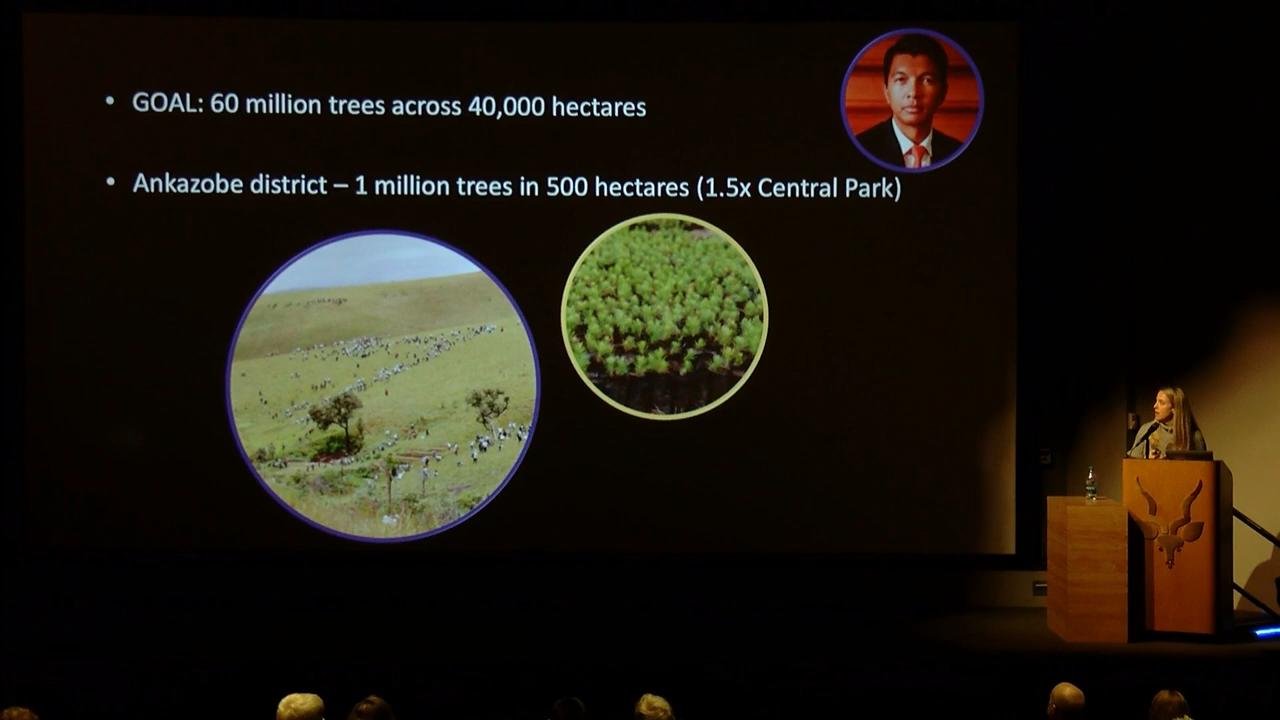 • GOAL: 60 million trees across 40,000 hectares
• Ankazobe district – 1 million trees in 500 hectares (1.5x Central Park)